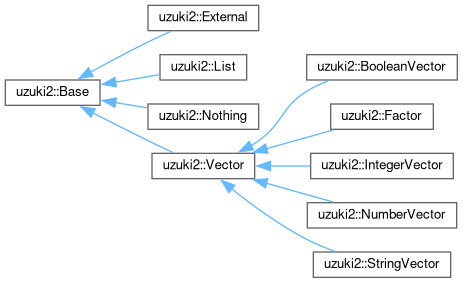 uzuki2::External
uzuki2::List
uzuki2::Base
uzuki2::Nothing
uzuki2::Vector
uzuki2::BooleanVector
uzuki2::Factor
uzuki2::IntegerVector
uzuki2::NumberVector
uzuki2::StringVector